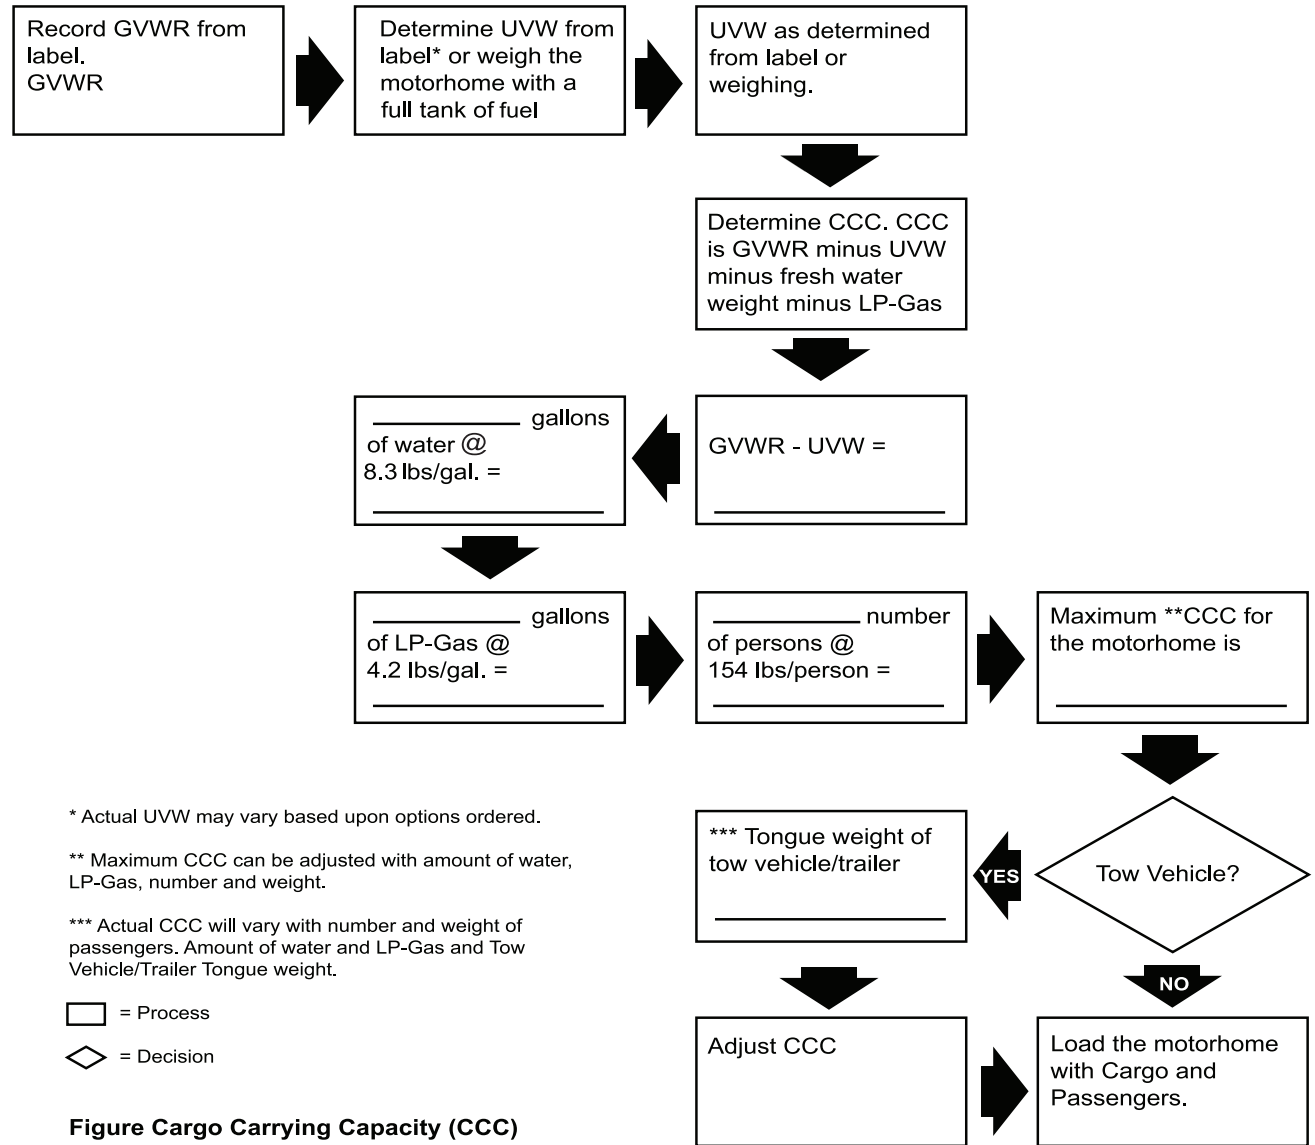 Record GVWR from
label.
GVWR
Determine UVW from
label* or weigh the
motorhome with a
full tank of fuel
UVW as determined
from label or
weighing.
Determine CCC. CCC
is GVWR minus UVW
minus fresh water
weight minus LP-Gas
GVWR - UVW =
gallons
of water @
8.3 lbs/gal. =
gallons
of LP-Gas @
4.2 lbs/gal. =
number
of persons @
154 lbs/person =
Maximum **CCC for
the motorhome is
Tow Vehicle?
YES
*** Tongue weight of
tow vehicle/trailer
NO
Adjust CCC
Load the motorhome
with Cargo and
Passengers.
* Actual UVW may vary based upon options ordered.
** Maximum CCC can be adjusted with amount of water,
LP-Gas, number and weight.
*** Actual CCC will vary with number and weight of
passengers. Amount of water and LP-Gas and Tow
Vehicle/Trailer Tongue weight.
= Process
= Decision
Figure Cargo Carrying Capacity (CCC)